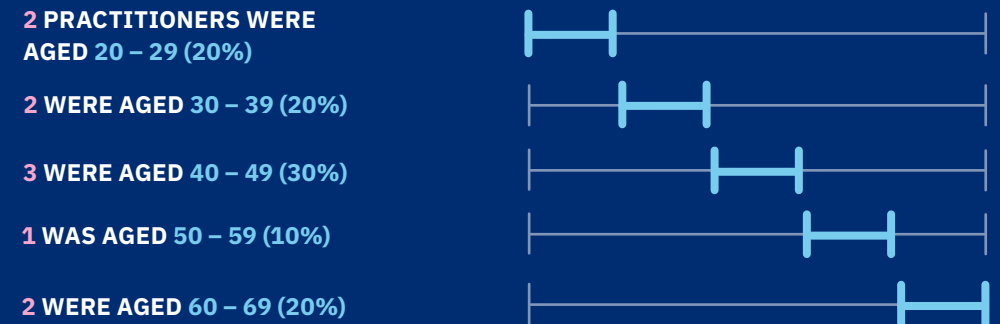 2 PRACTITIONERS WERE
AGED 20 – 29 (20%)
2 WERE AGED 30 – 39 (20%)
3 WERE AGED 40 – 49 (30%)
1 WAS AGED 50 – 59 (10%)
2 WERE AGED 60 – 69 (20%)